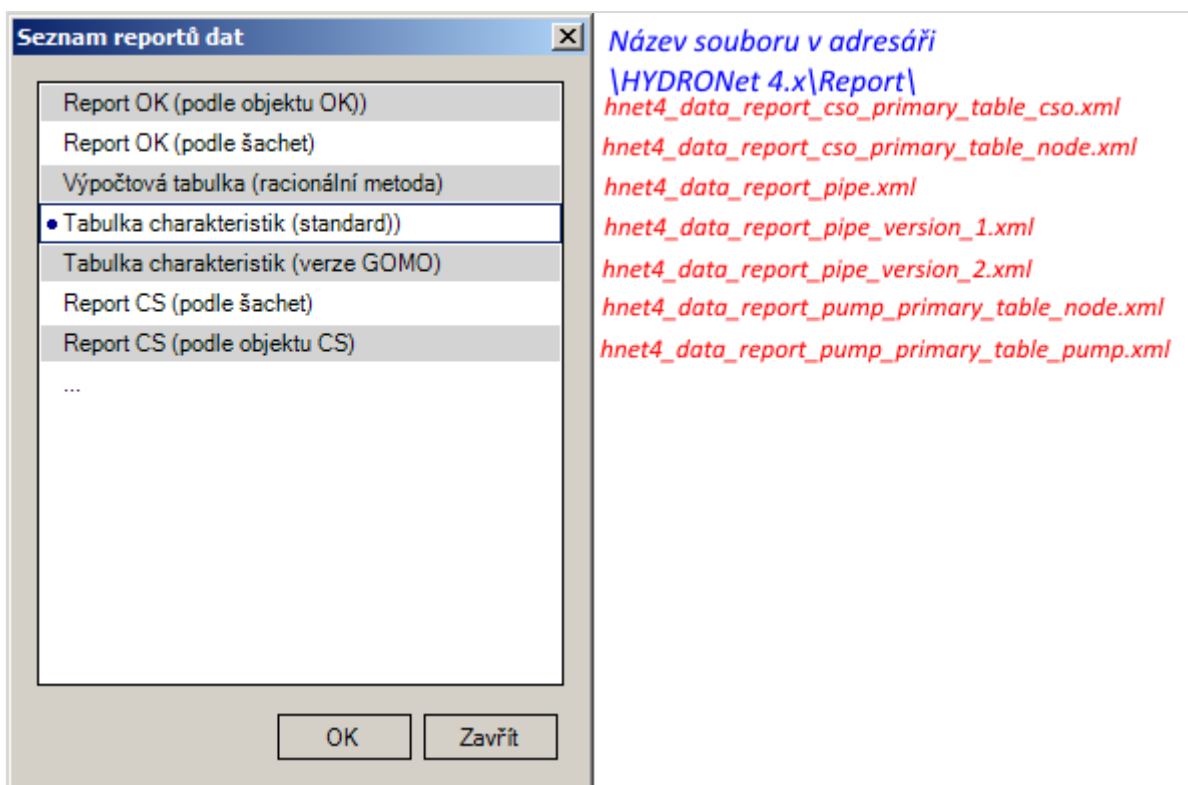 Seznam reportů dat
Report OK (podle objektu OK))
Report OK (podle šachet)
Výpočtová tabulka (racionální metoda)
Tabulka charakteristik (standard))
Tabulka charakteristik (verze GOMO)
Report CS (podle šachet)
Report CS (podle objektu CS)
...
OK
Zavřít
Název souboru v adresáři
\HYDRONet 4.x\Report\
hnet4_data_report_cso_primary_table_cso.xml
hnet4_data_report_cso_primary_table_node.xml
hnet4_data_report_pipe.xml
hnet4_data_report_pipe_version_1.xml
hnet4_data_report_pipe_version_2.xml
hnet4_data_report_pump_primary_table_node.xml
hnet4_data_report_pump_primary_table_pump.xml